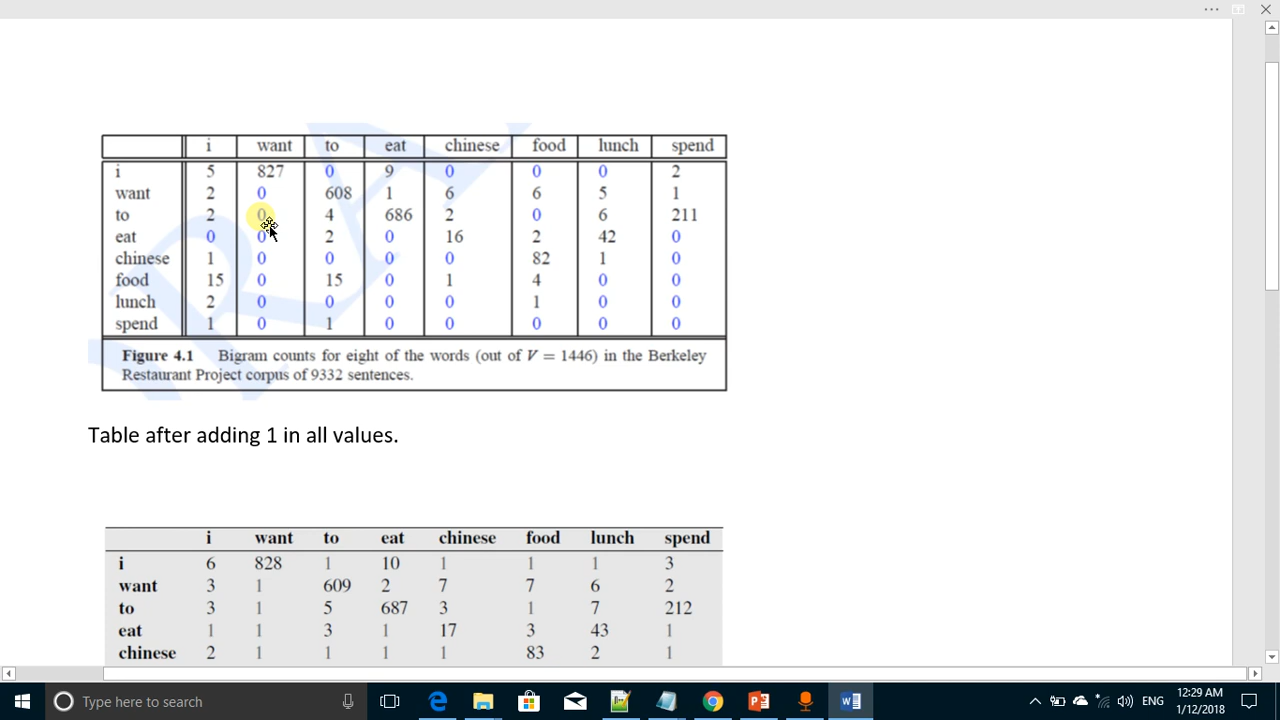 i want to eat chinese food lunch spend
i 5 827 0 9 0 0 0 2
want 2 0 608 1 6 6 5 1
to 2 0 4 686 2 0 6 211
eat 0 0 2 0 16 2 42 0
chinese 1 0 0 0 0 82 1 0
food 15 0 15 0 1 4 0 0
lunch 2 0 0 0 0 1 0 0
spend 1 0 1 0 0 0 0 0
Figure 4.1 Bigram counts for eight of the words (out of V = 1446) in the Berkeley
Restaurant Project corpus of 9332 sentences.
Table after adding 1 in all values.
i want to eat chinese food lunch spend
i 6 828 1 10 1 1 1 3
want 3 1 609 2 7 7 6 2
to 3 1 5 687 3 1 7 212
eat 1 1 3 1 17 3 43 1
chinese 2 1 1 1 1 83 2 1
Type here to search
ENG
12:29 AM
1/12/2018